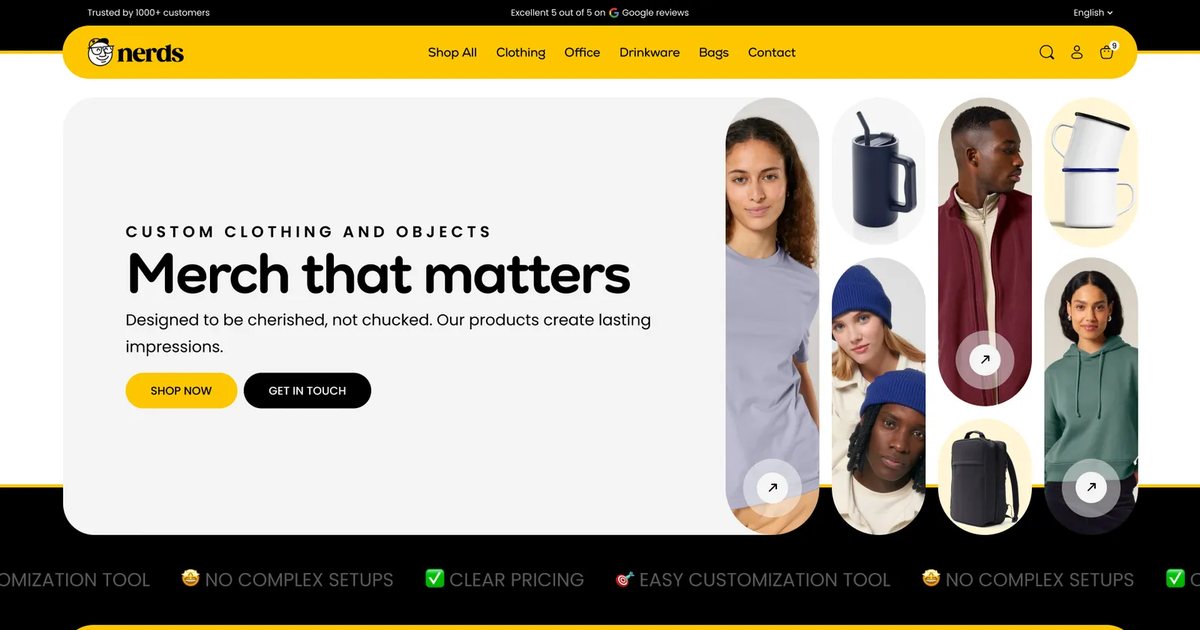 Trusted by 1000+ customers
Excellent 5 out of 5 on G Google reviews
English
nerds
Shop All
Clothing
Office
Drinkware
Bags
Contact
9
CUSTOM CLOTHING AND OBJECTS
Merch that matters
Designed to be cherished, not chucked. Our products create lasting
impressions.
SHOP NOW
GET IN TOUCH
OMIZATION TOOL 🤩 NO COMPLEX SETUPS ✅ CLEAR PRICING 🎯 EASY CUSTOMIZATION TOOL 🤩 NO COMPLEX SETUPS ✅ C